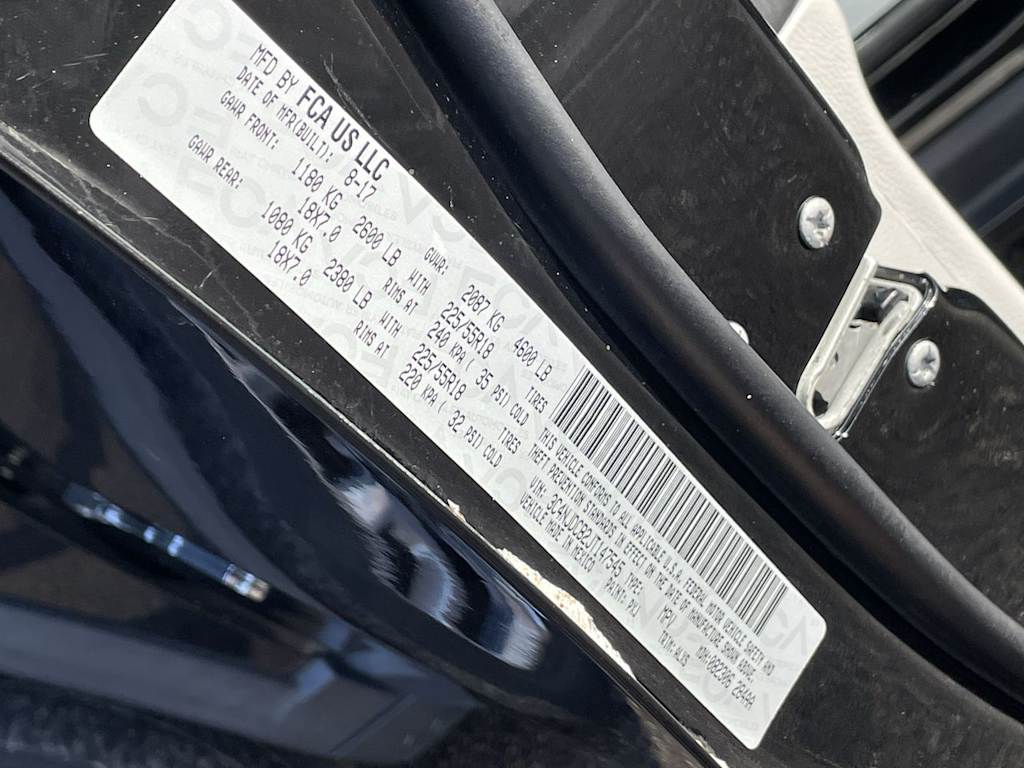 MFD BY FCA US LLC
DATE OF MFR(BUILT): 8-17 GVWR: 2087 KG 4600 LB
GAWR FRONT: 1180 KG 2600 LB WITH 225/55R18 TIRES
18X7.0 RIMS AT 240 KPA( 35 PSI) COLD
GAWR REAR: 1080 KG 2380 LB WITH 225/55R18 TIRES
18X7.0 RIMS AT 220 KPA( 32 PSI) COLD
THIS VEHICLE CONFORMS TO ALL APPLICABLE U.S.A. FEDERAL MOTOR VEHICLE SAFETY AND
THEFT PREVENTION STANDARDS IN EFFECT ON THE DATE OF MANUFACTURE SHOWN ABOVE.
VIN: TYPE: MPV
VEHICLE MADE IN MEXICO PAINT: TRIM: